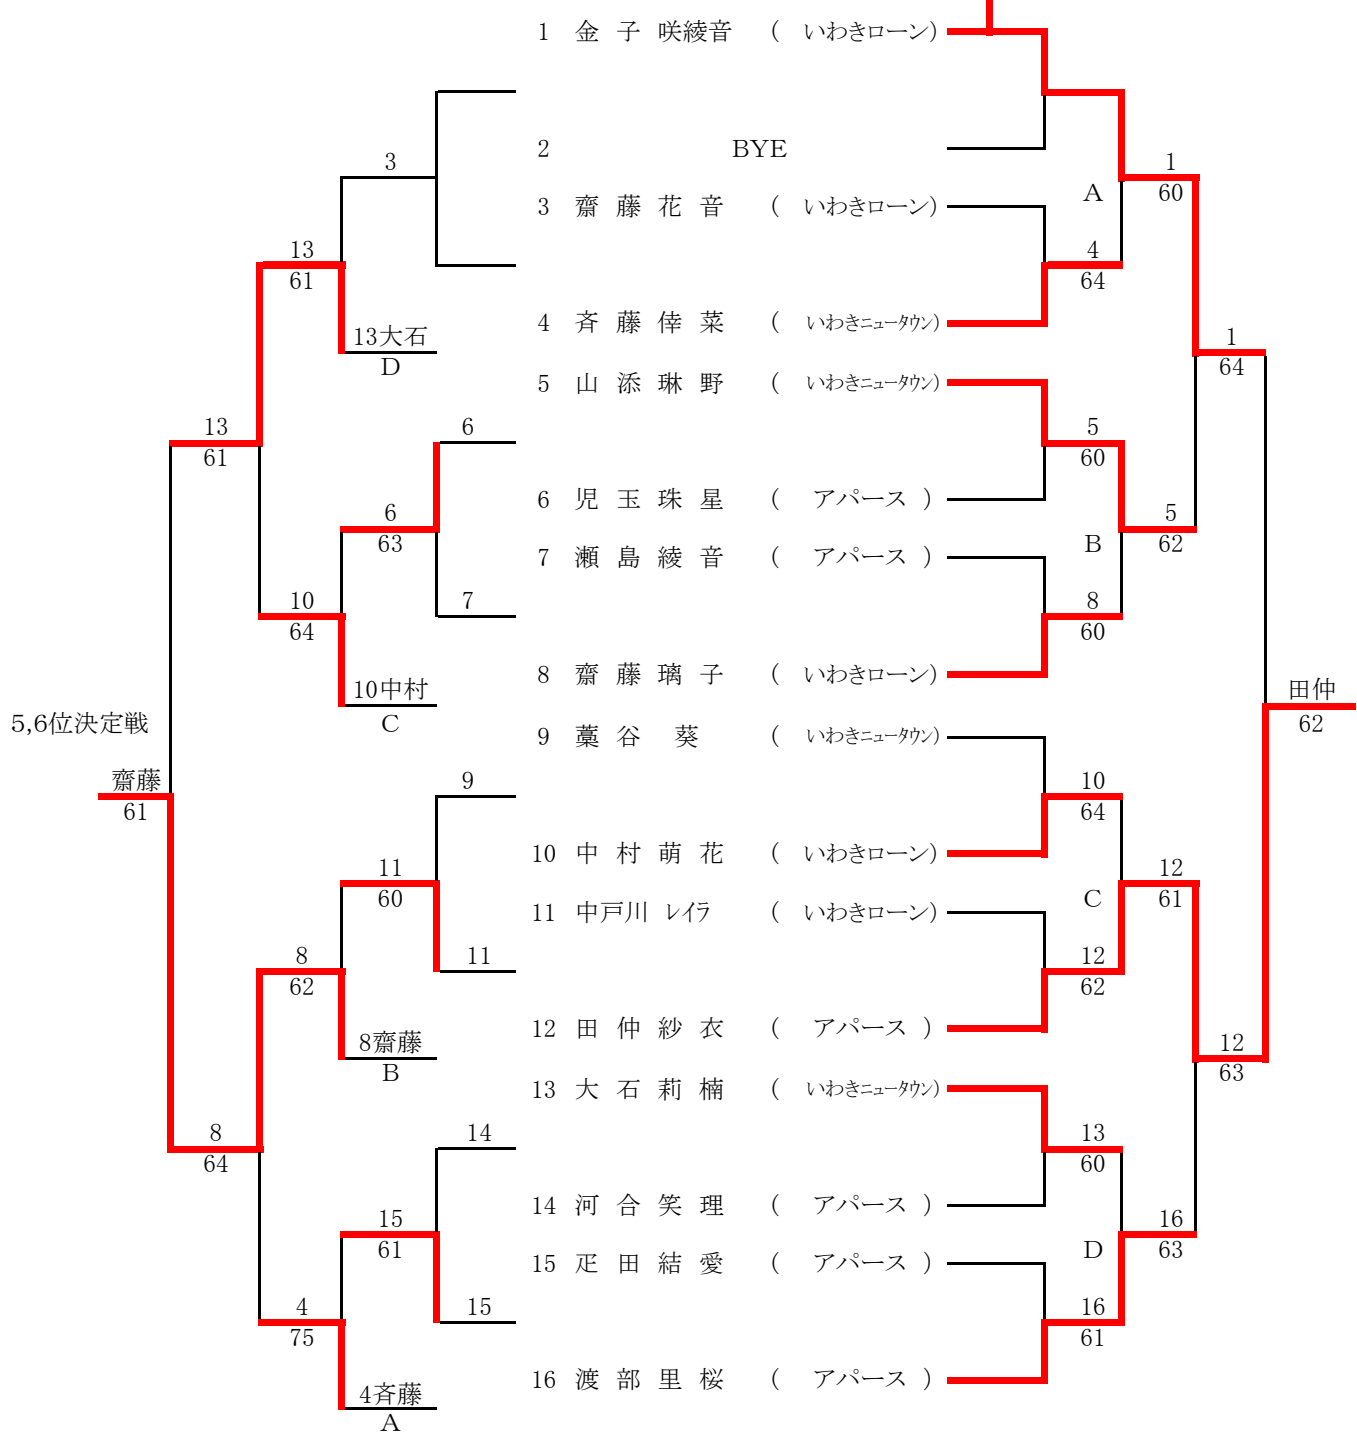 1 金 子 咲綾音 ( いわきローン)
2 BYE
3 齋 藤 花 音 ( いわきローン)
4 斉 藤 倖 菜 ( いわきニュータウン)
5 山 添 琳 野 ( いわきニュータウン)
6 児 玉 珠 星 ( アパース )
7 瀬 島 綾 音 ( アパース )
8 齋 藤 璃 子 ( いわきローン)
9 藁 谷 葵 ( いわきニュータウン)
10 中 村 萌 花 ( いわきローン)
11 中戸川 レイラ ( いわきローン)
12 田 仲 紗 衣 ( アパース )
13 大 石 莉 楠 ( いわきニュータウン)
14 河 合 笑 理 ( アパース )
15 疋 田 結 愛 ( アパース )
16 渡 部 里 桜 ( アパース )
A
4
64
5
60
B
8
60
10
64
C
12
62
13
60
D
16
61
1
60
5
62
12
61
16
63
1
64
12
63
田仲
62
3
13大石
D
6
7
6
63
10中村
C
9
11
11
60
8齋藤
B
14
15
15
61
4斉藤
A
13
61
10
64
8
62
4
75
13
61
8
64
5,6位決定戦
齋藤
61